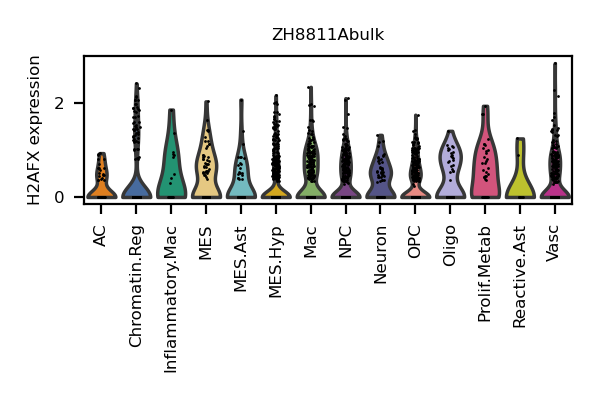 ZH8811Abulk
H2AFX expression
2
0
AC
Chromatin.Reg
Inflammatory.Mac
MES
MES.Ast
MES.Hyp
Mac
NPC
Neuron
OPC
Oligo
Prolif.Metab
Reactive.Ast
Vasc